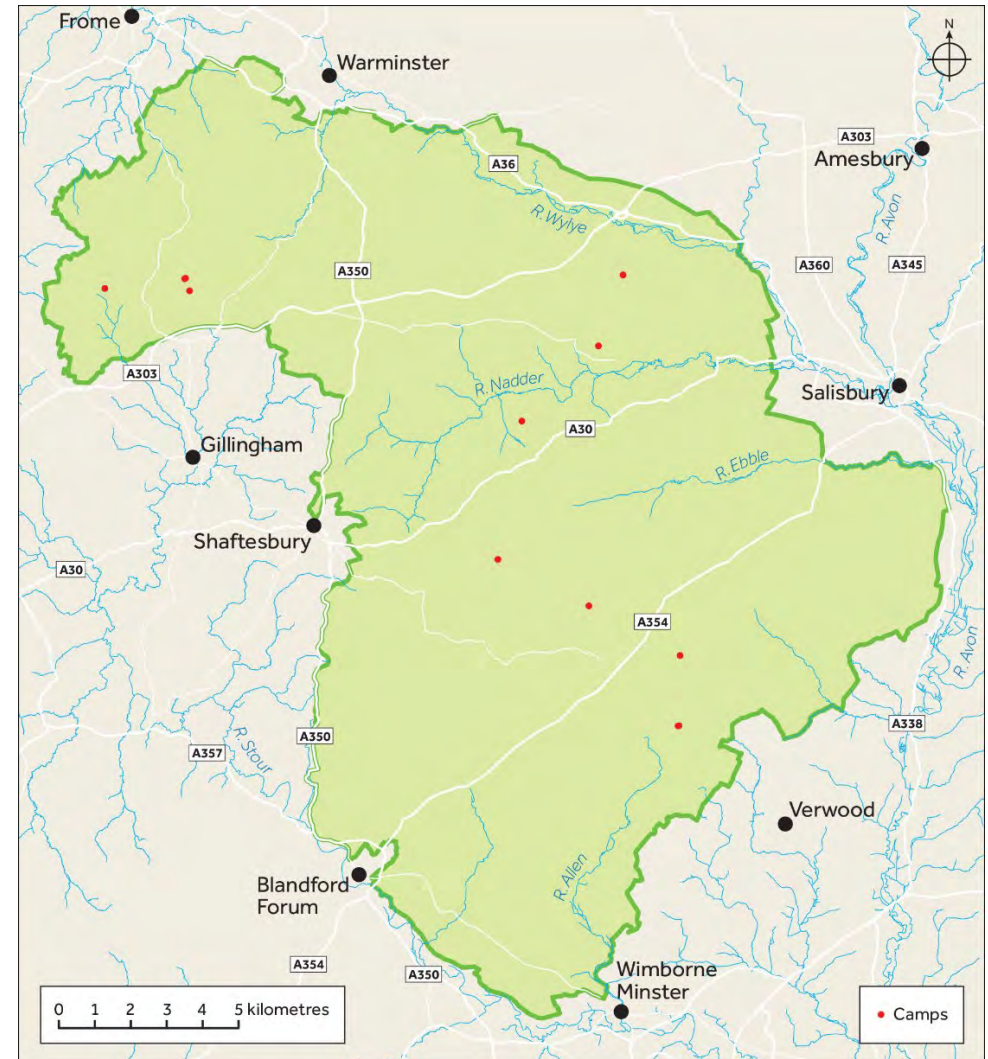 Frome
N
Warminster
A303
Amesbury
A36
R. Wylye
R. Avon
A350
A360
A345
A303
R. Nadder
Salisbury
A30
Gillingham
R. Ebble
Shaftesbury
A30
A354
R. Avon
A350
A338
A357
R. Stour
Verwood
R. Allen
Blandford
Forum
A354
A350
Wimborne
Minster
0 1 2 3 4 5 kilometres
Camps